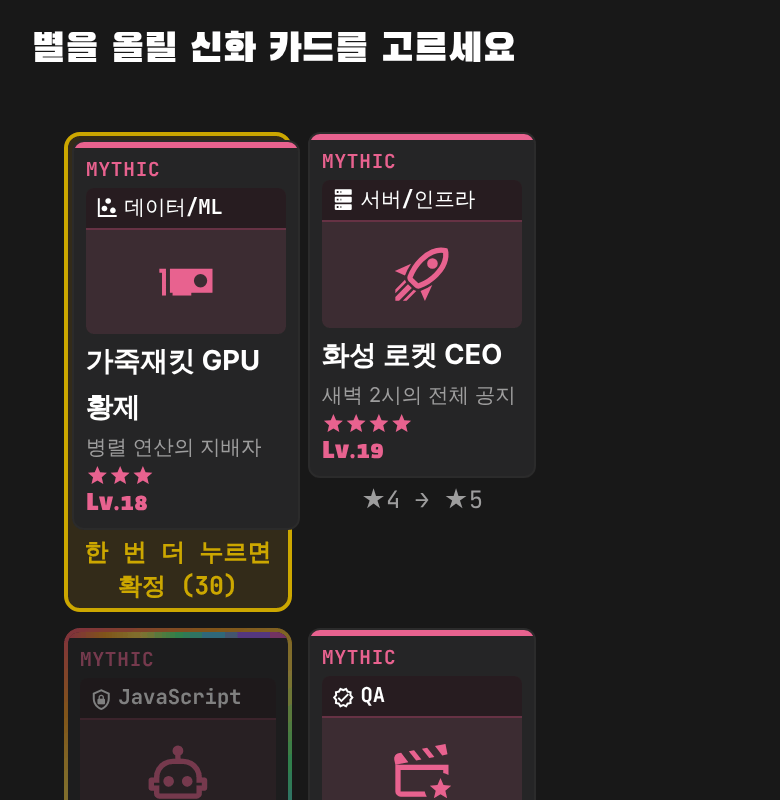 별을 올릴 신화 카드를 고르세요
MYTHIC
데이터/ML
가죽재킷 GPU
황제
병렬 연산의 지배자
★★★
Lv.18
한 번 더 누르면
확정 (30)
MYTHIC
서버/인프라
화성 로켓 CEO
새벽 2시의 전체 공지
★★★★
Lv.19
★4 → ★5
MYTHIC
JavaScript
MYTHIC
QA